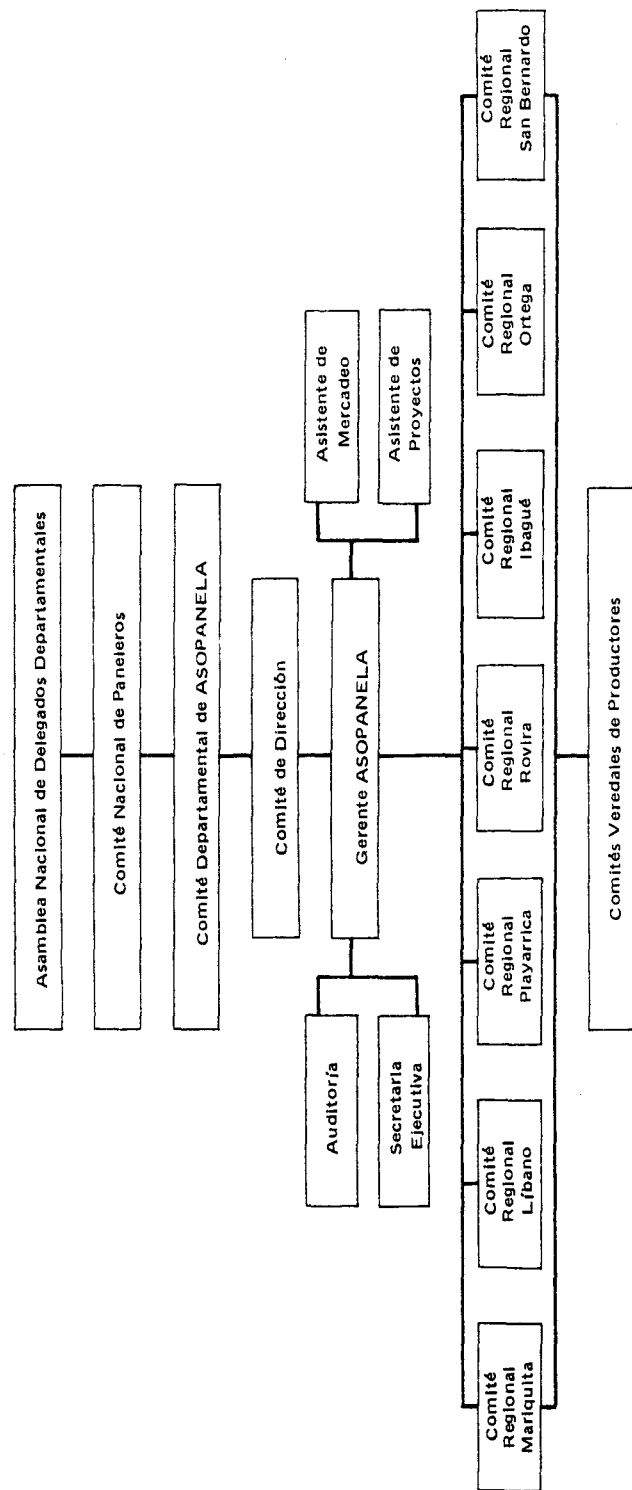 Asamblea Nacional de Delegados Departamentales
Comité Nacional de Paneleros
Comité Departamental de ASOPANELA
Comité de Dirección
Gerente ASOPANELA
Auditoría
Secretaria
Ejecutiva
Asistente de
Mercadeo
Asistente de
Proyectos
Comité
Regional
Mariquita
Comité
Regional
Líbano
Comité
Regional
Playarrica
Comité
Regional
Rovira
Comité
Regional
Ibagué
Comité
Regional
Ortega
Comité
Regional
San Bernardo
Comités Veredales de Productores